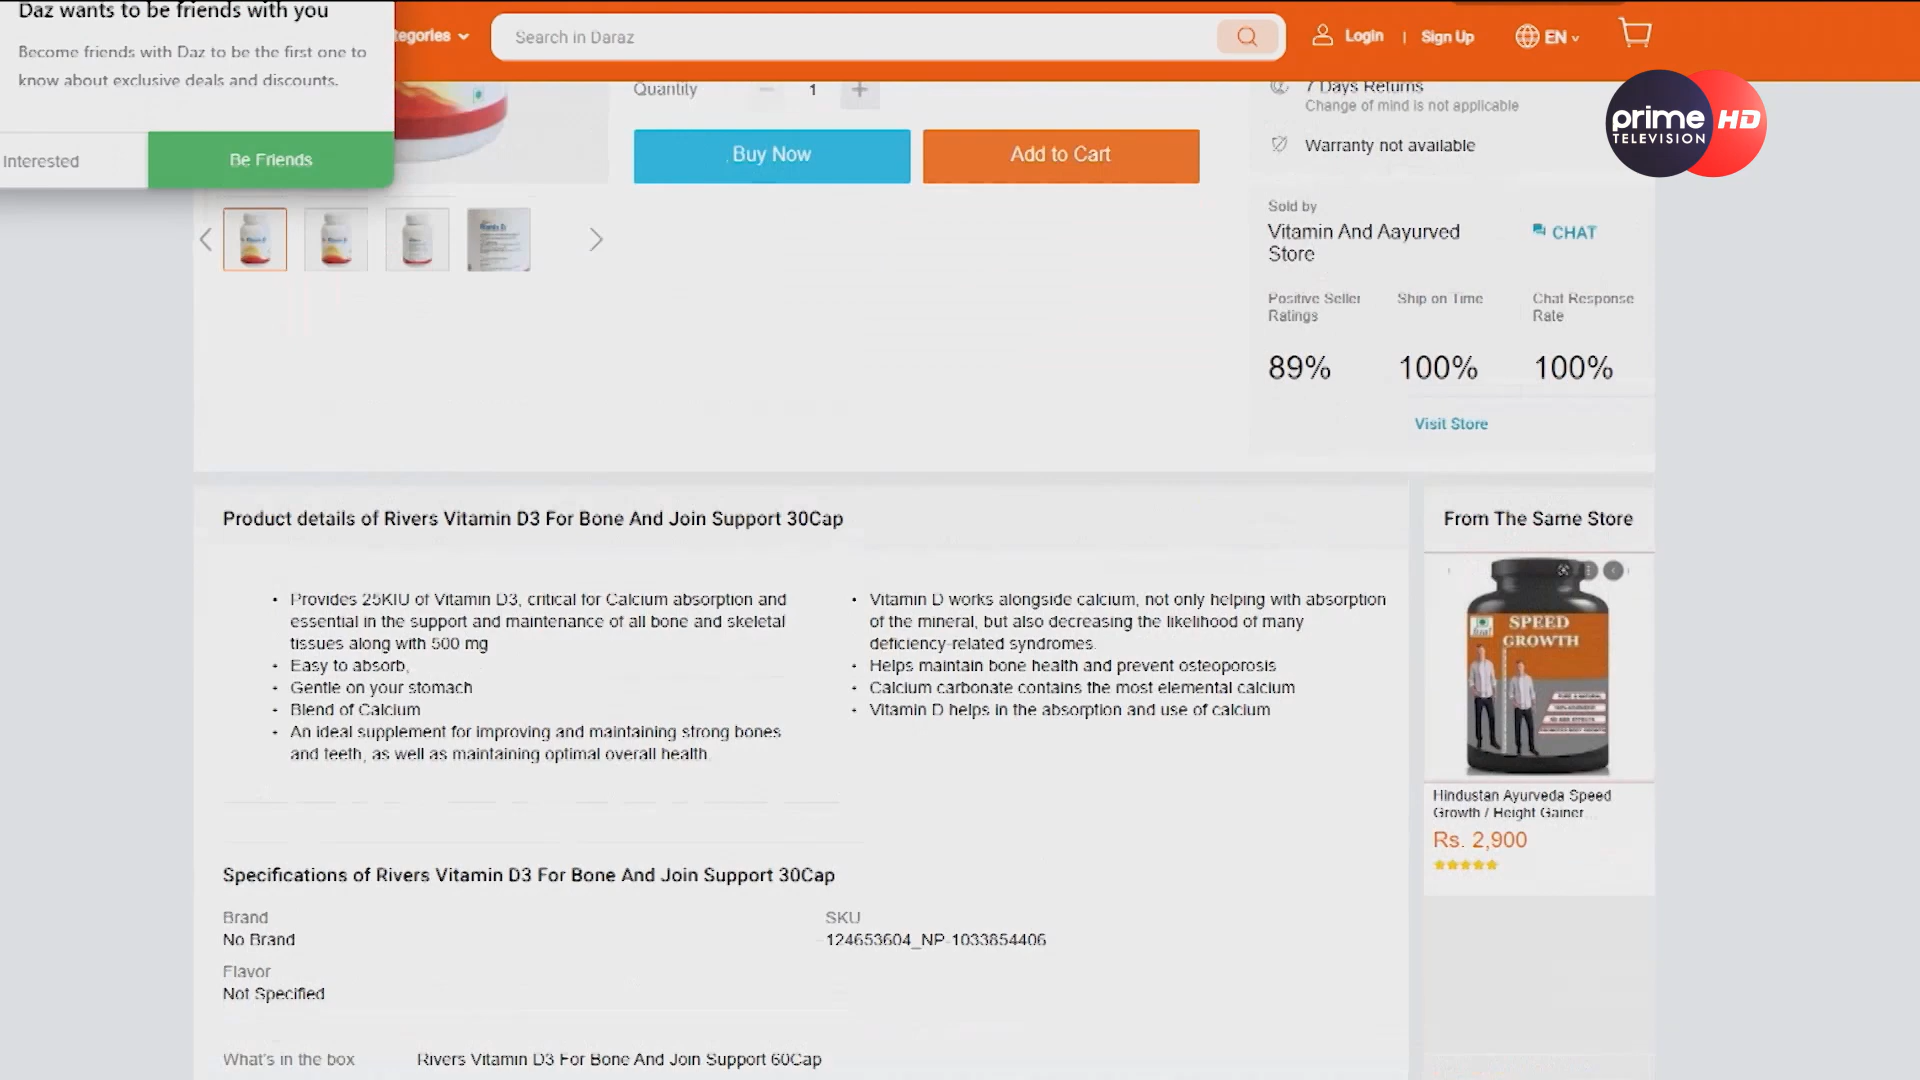 Daz wants to be friends with you
Become friends with Daz to be the first one to
know about exclusive deals and discounts.
Interested
Be Friends
tegories
Search in Daraz
Login | Sign Up
EN
prime HD
TELEVISION
Quantity
1
Buy Now
Add to Cart
7 Days Returns
Change of mind is not applicable
Warranty not available
Sold by
Vitamin And Aayurved
Store
CHAT
Positive Seller
Ratings
Ship on Time
Chat Response
Rate
89%
100%
100%
Visit Store
Product details of Rivers Vitamin D3 For Bone And Join Support 30Cap
• Provides 25KIU of Vitamin D3, critical for Calcium absorption and
essential in the support and maintenance of all bone and skeletal
tissues along with 500 mg
• Easy to absorb,
• Gentle on your stomach
• Blend of Calcium
• An ideal supplement for improving and maintaining strong bones
and teeth, as well as maintaining optimal overall health.
• Vitamin D works alongside calcium, not only helping with absorption
of the mineral, but also decreasing the likelihood of many
deficiency-related syndromes.
• Helps maintain bone health and prevent osteoporosis
• Calcium carbonate contains the most elemental calcium
• Vitamin D helps in the absorption and use of calcium
From The Same Store
SPEED
GROWTH
Hindustan Ayurveda Speed
Growth / Height Gainer...
Rs. 2,900
Specifications of Rivers Vitamin D3 For Bone And Join Support 30Cap
Brand
No Brand
SKU
124653604_NP-1033854406
Flavor
Not Specified
What's in the box
Rivers Vitamin D3 For Bone And Join Support 60Cap